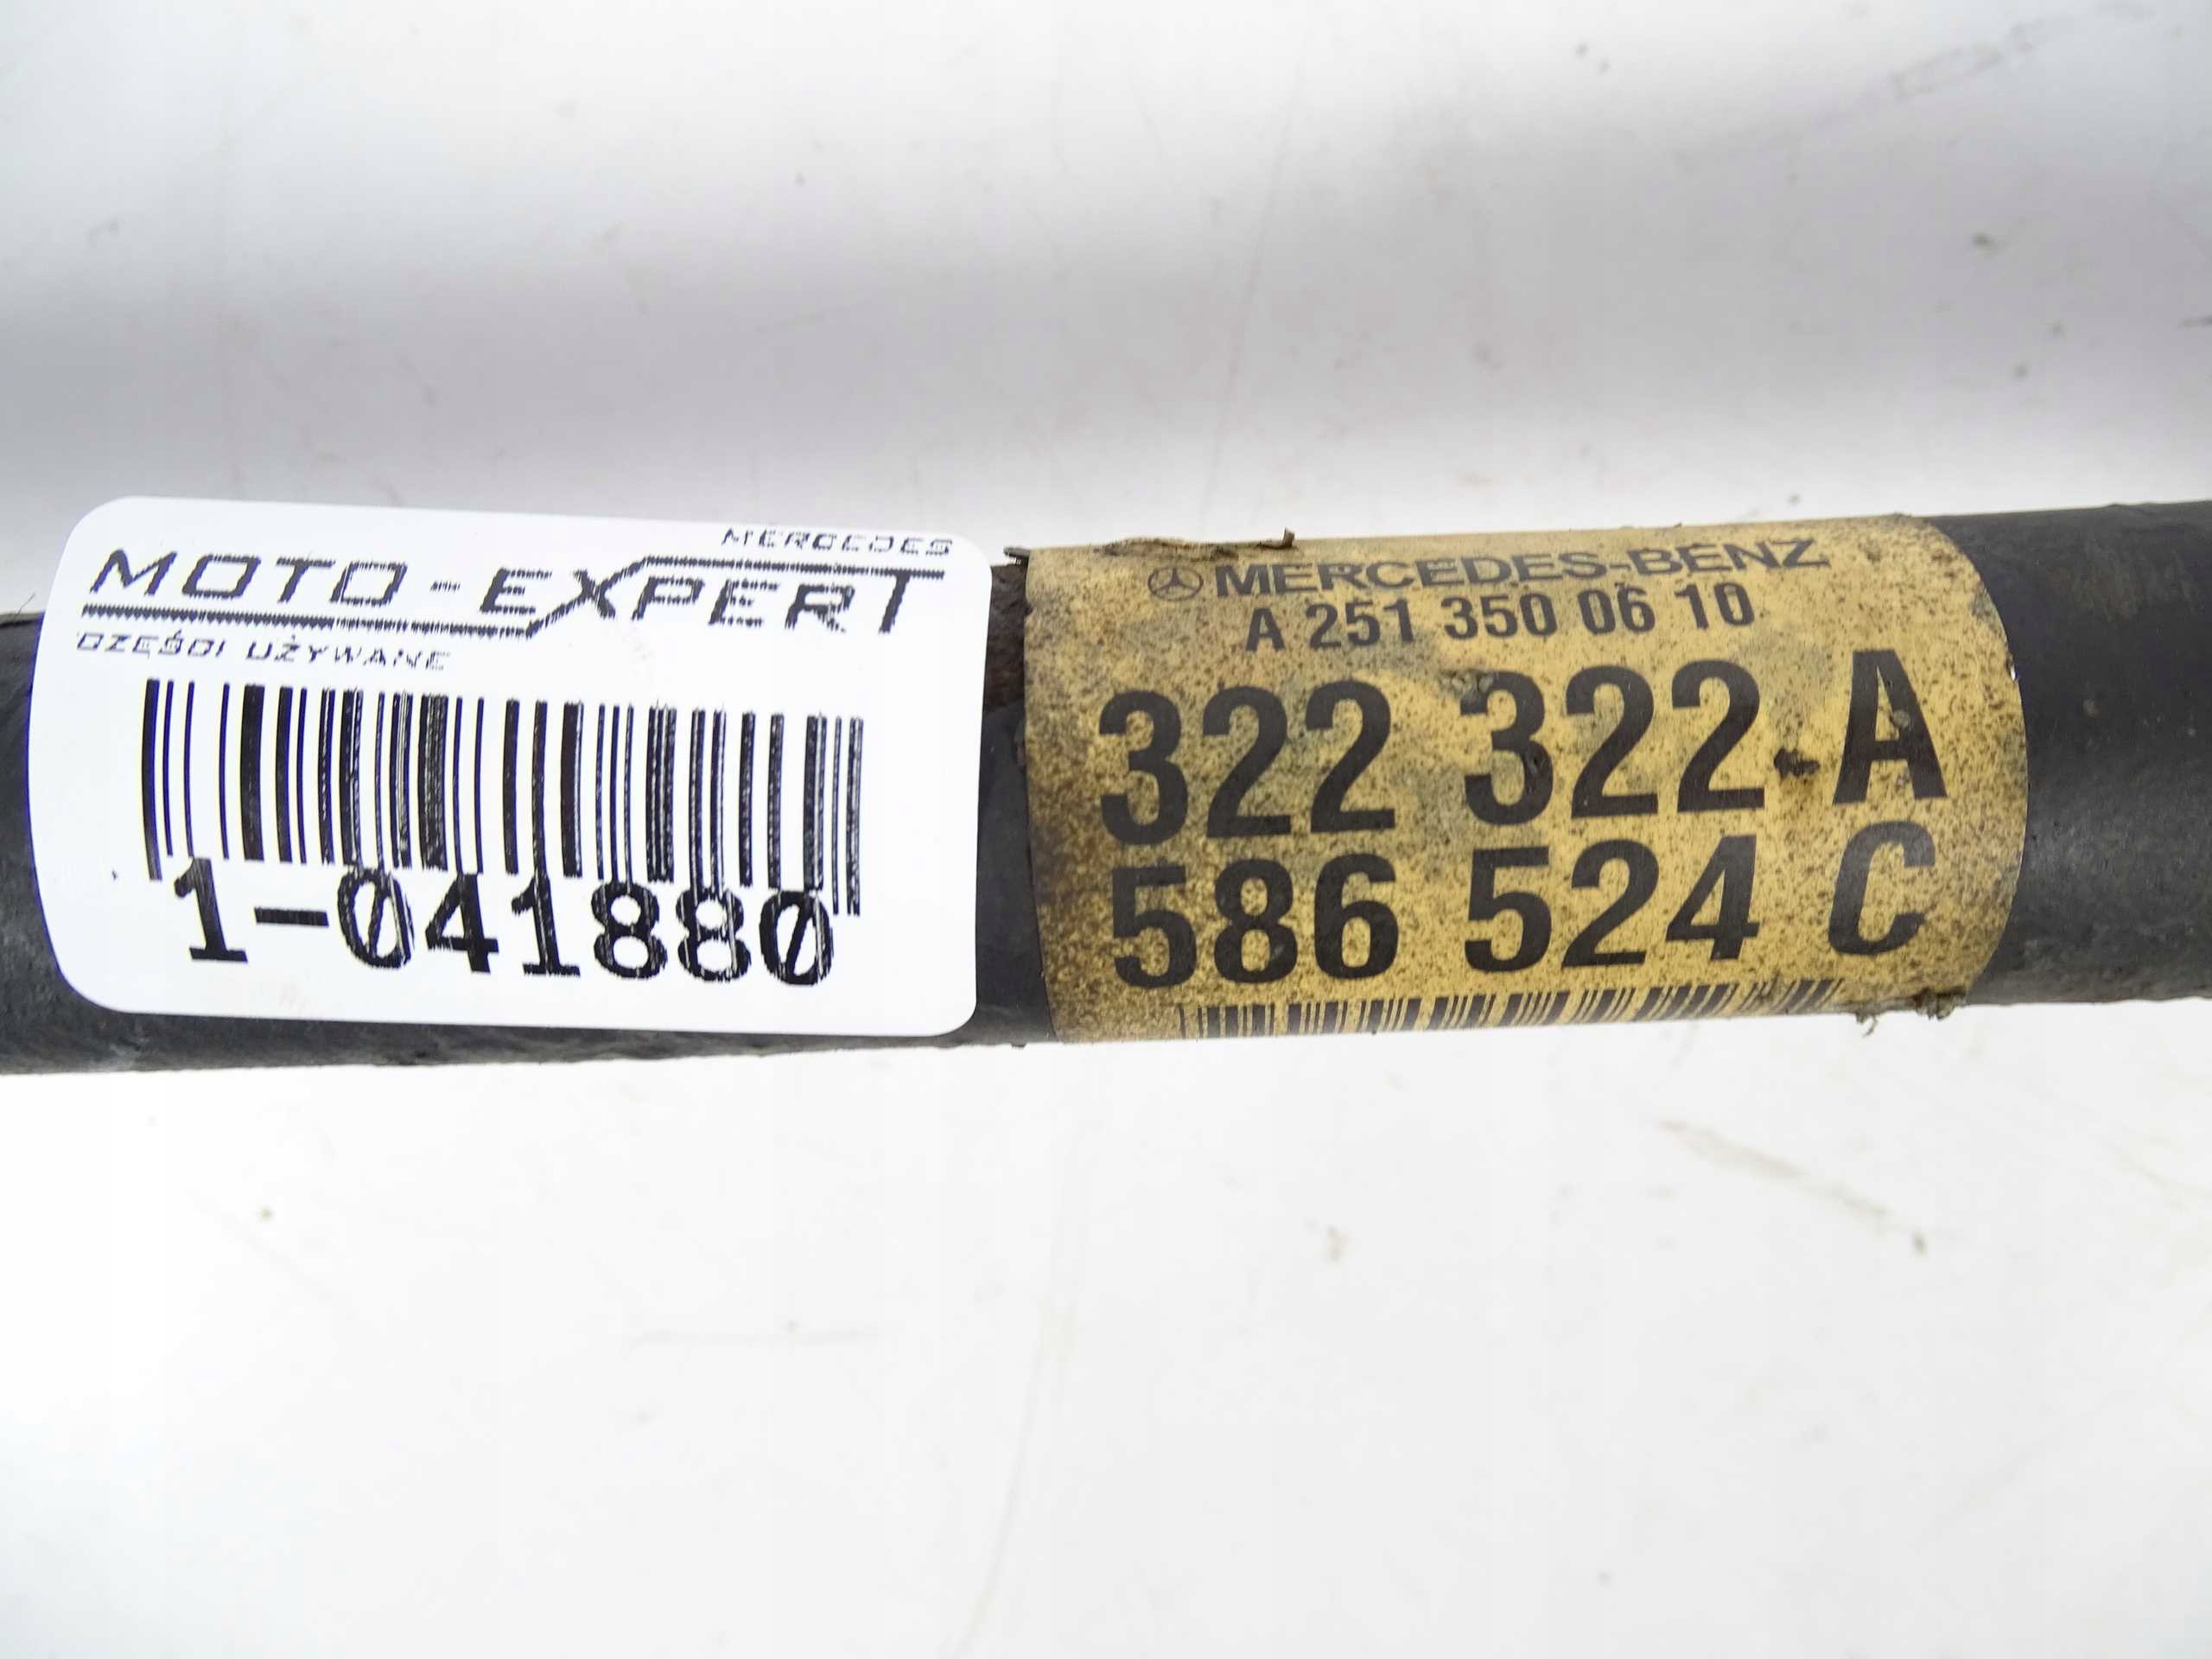 MERCEDES
MOTO-EXPERT
CZĘŚCI UŻYWANE
1-041880
MERCEDES-BENZ
A 251 350 06 10
322 322 A
586 524 C